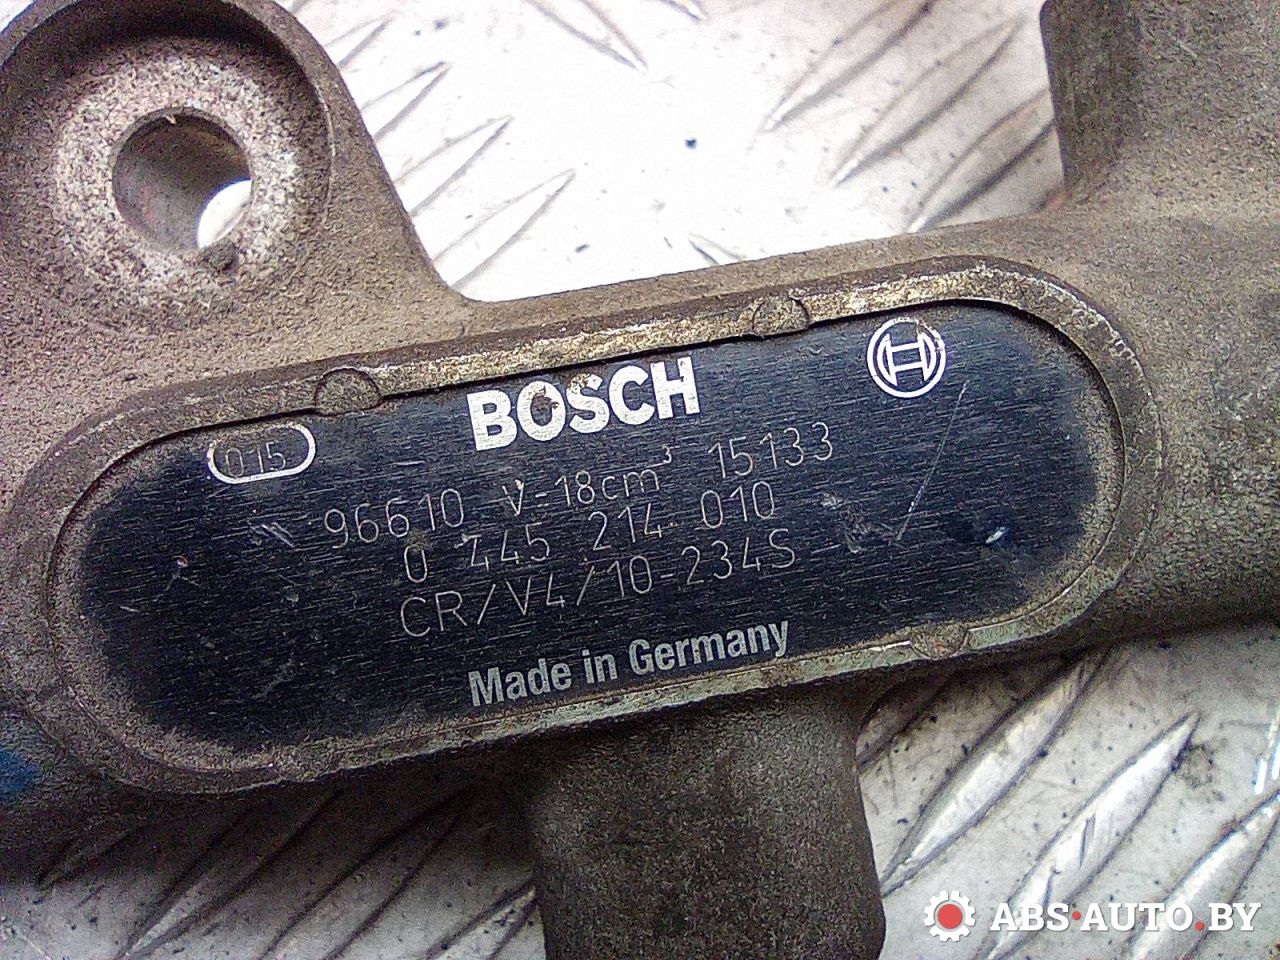 BOSCH
015
96610 V-18cm³ 15133
0 445 214 010
CR/V4/10-234S
Made in Germany
ABS-AUTO.BY